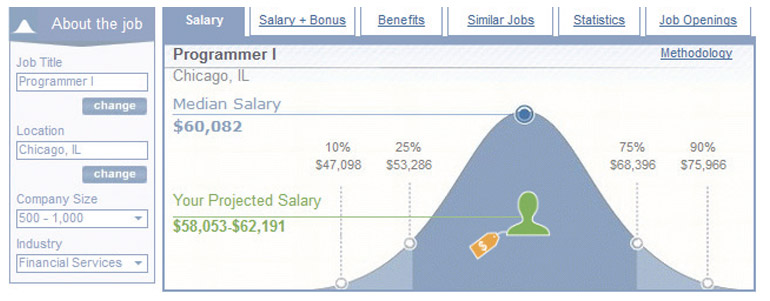 About the job
Job Title
Programmer I
change
Location
Chicago, IL
change
Company Size
500 - 1,000
Industry
Financial Services
Salary
Salary + Bonus
Benefits
Similar Jobs
Statistics
Job Openings
Programmer I
Methodology
Chicago, IL
Median Salary
$60,082
10%
25%
75%
90%
$47,098
$53,286
$68,396
$75,966
Your Projected Salary
$58,053-$62,191
$